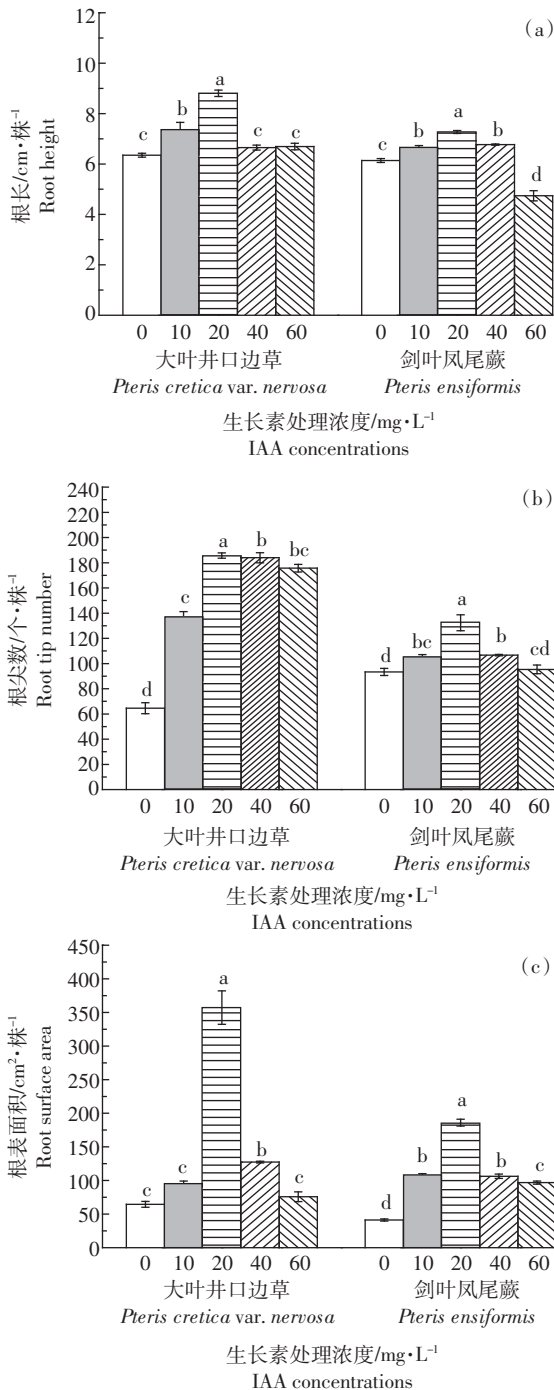 (a)
根长/cm·株⁻¹
Root height
12
10
8
6
4
2
0
c b a c c
c b a b d
0 10 20 40 60 0 10 20 40 60
大叶井口边草 剑叶凤尾蕨
Pteris cretica var. nervosa Pteris ensiformis
生长素处理浓度/mg·L⁻¹
IAA concentrations
(b)
根尖数/个·株⁻¹
Root tip number
240
220
200
180
160
140
120
100
80
60
40
20
0
d c a b bc
d bc a b cd
0 10 20 40 60 0 10 20 40 60
大叶井口边草 剑叶凤尾蕨
Pteris cretica var. nervosa Pteris ensiformis
生长素处理浓度/mg·L⁻¹
IAA concentrations
(c)
根表面积/cm²·株⁻¹
Root surface area
450
400
350
300
250
200
150
100
50
0
c c a b c
d b a b c
0 10 20 40 60 0 10 20 40 60
大叶井口边草 剑叶凤尾蕨
Pteris cretica var. nervosa Pteris ensiformis
生长素处理浓度/mg·L⁻¹
IAA concentrations